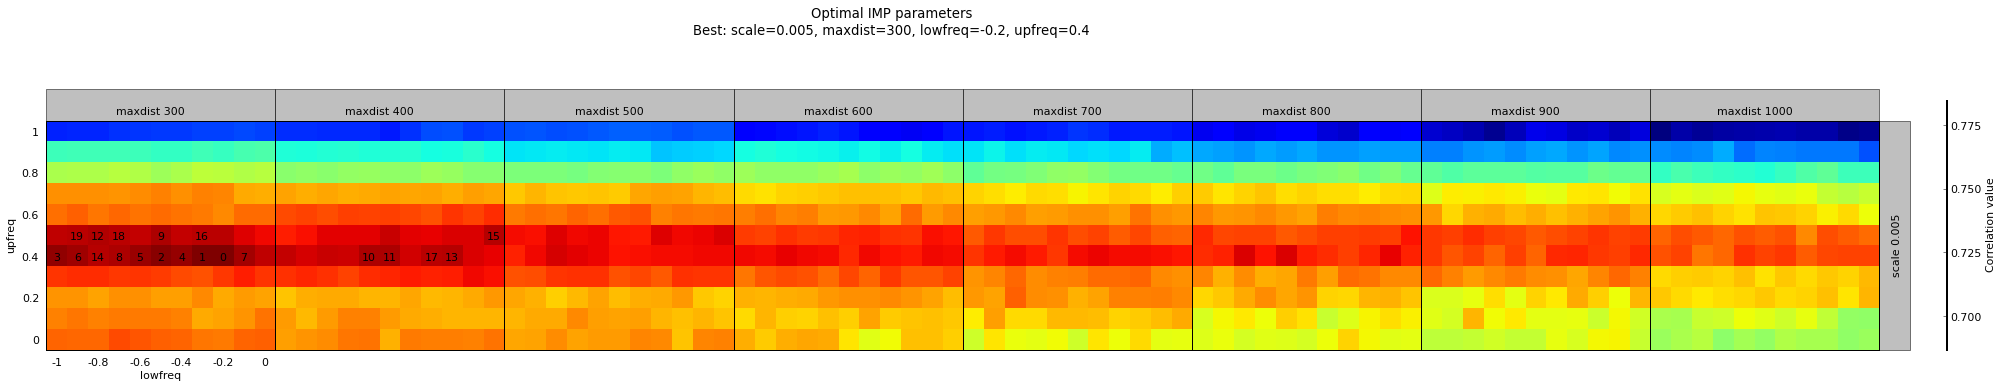 Optimal IMP parameters
Best: scale=0.005, maxdist=300, lowfreq=-0.2, upfreq=0.4
maxdist 300 maxdist 400 maxdist 500 maxdist 600 maxdist 700 maxdist 800 maxdist 900 maxdist 1000
1
0.8
0.6
19 12 18 9 16 15
0.4 3 6 14 8 5 2 4 1 0 7 10 11 17 13
0.2
0
upfreq
-1 -0.8 -0.6 -0.4 -0.2 0
lowfreq
scale 0.005
0.775
0.750
0.725
0.700
Correlation value